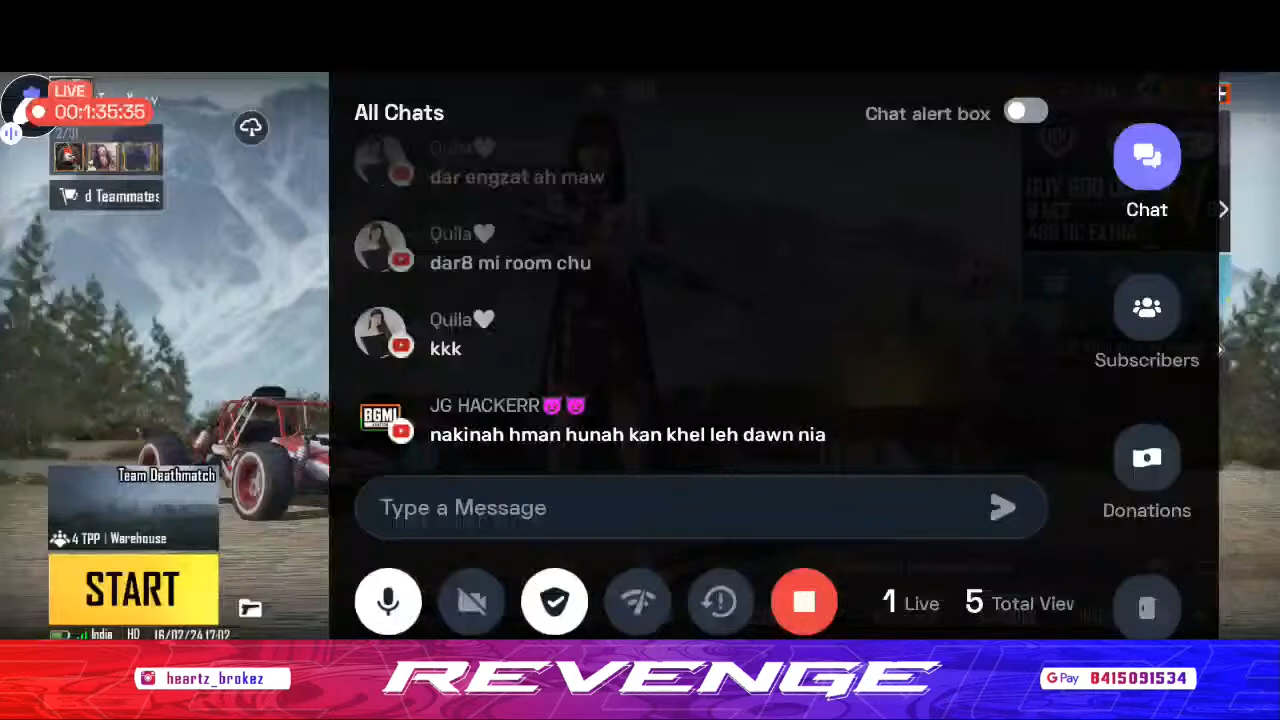 LIVE
00:1:35:35
d Teammates
Team Deathmatch
4 TPP | Warehouse
START
India HD 16/02/24 17:02
All Chats
Chat alert box
Quila🤍
dar engzat ah maw
Quila🤍
dar8 mi room chu
Quila🤍
kkk
BGMI
JG HACKERR😈😈
nakinah hman hunah kan khel leh dawn nia
Type a Message
1 Live 5 Total View
Chat
Subscribers
Donations
heartz_brokez
REVENGE
G Pay 8415091534